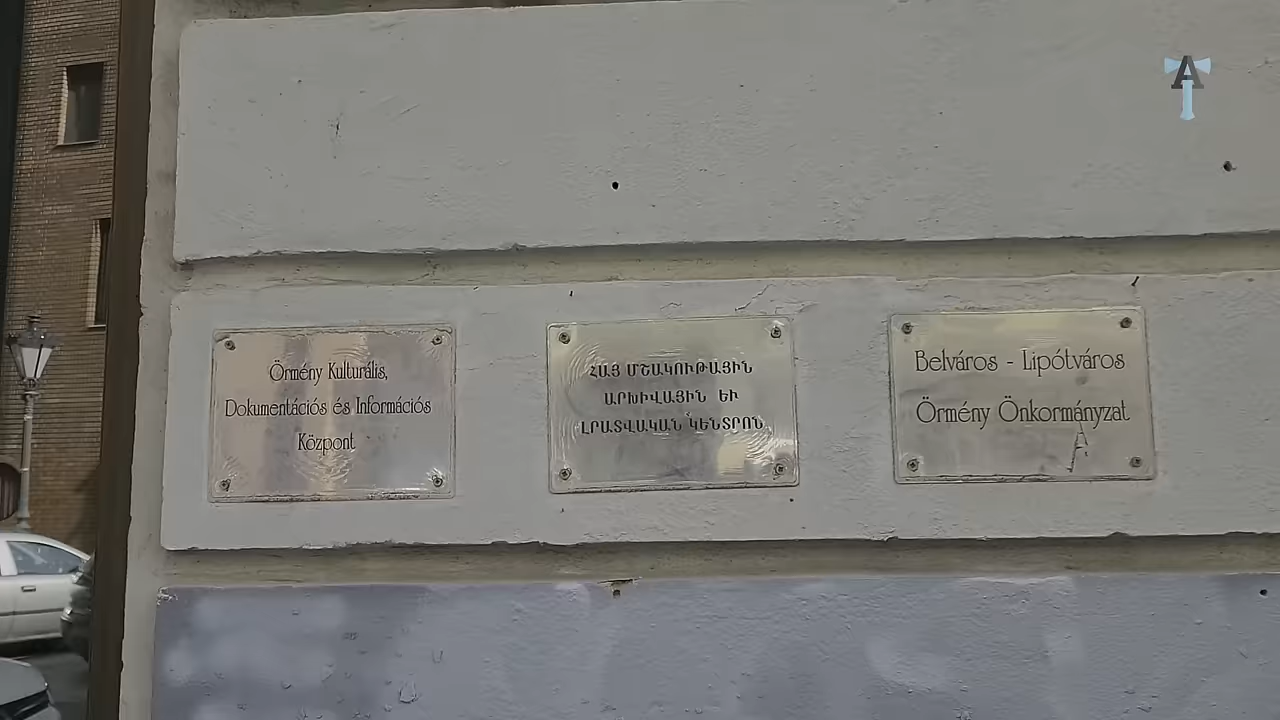 Örmény Kulturális,
Dokumentációs és Információs
Központ
ՀԱՅ ՄՇԱԿՈՒԹԱՅԻՆ
ԱՐԽԻՎԱՅԻՆ ԵՒ
ԼՐԱՏՎԱԿԱՆ ԿԵՆՏՐՈՆ
Belváros - Lipótváros
Örmény Önkormányzat
A